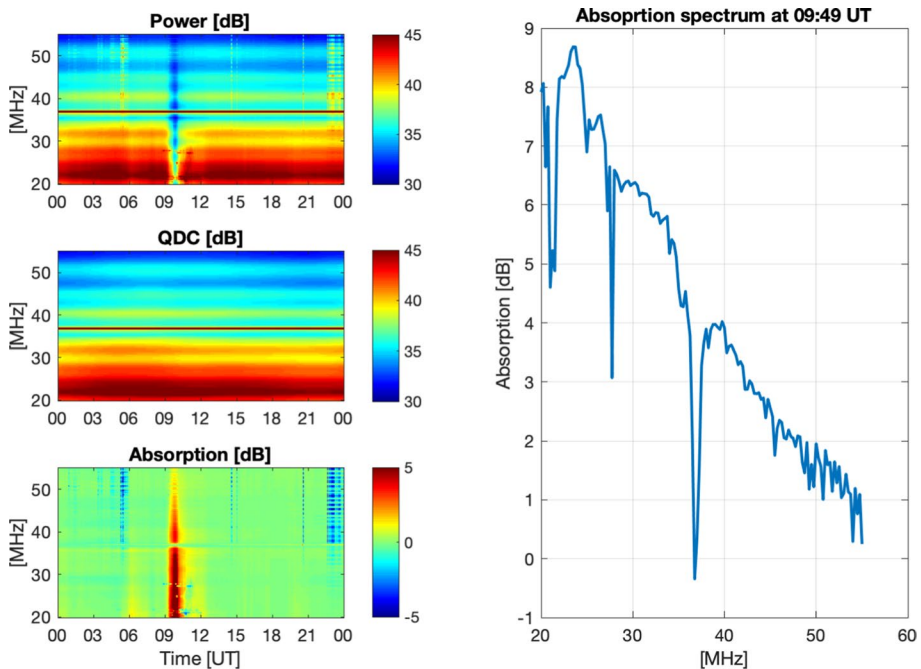 Power [dB]
[MHz]
50
40
30
20
00 03 06 09 12 15 18 21 00
45
40
35
30
QDC [dB]
[MHz]
50
40
30
20
00 03 06 09 12 15 18 21 00
45
40
35
30
Absorption [dB]
[MHz]
50
40
30
20
00 03 06 09 12 15 18 21 00
Time [UT]
5
0
-5
Absoprtion spectrum at 09:49 UT
Absorption [dB]
9
8
7
6
5
4
3
2
1
0
-1
20 30 40 50 60
[MHz]